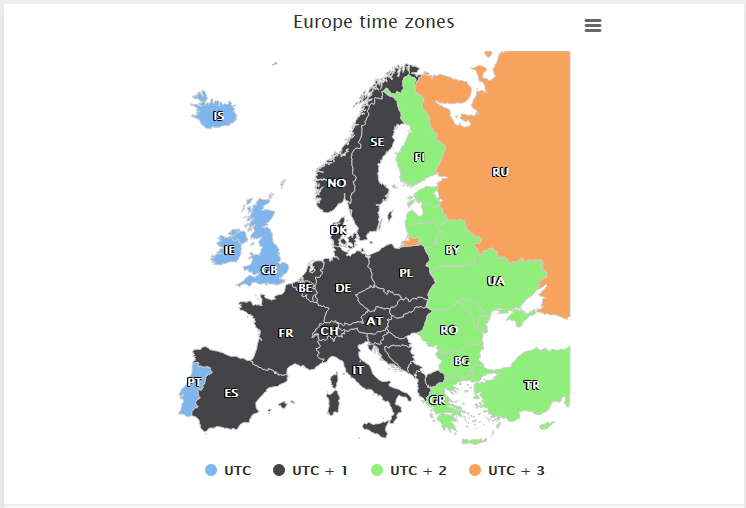 Europe time zones
IS
SE
FI
NO
RU
DK
IE
BY
GB
PL
BE
DE
UA
AT
CH
RO
FR
BG
IT
PT
ES
TR
GR
UTC
UTC + 1
UTC + 2
UTC + 3